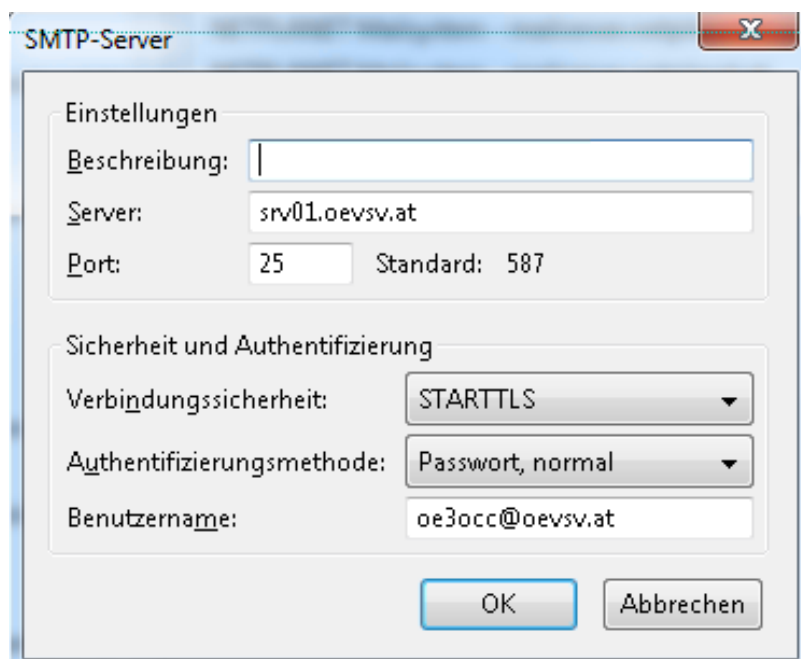 SMTP-Server
Einstellungen
Beschreibung:
Server: srv01.oevsv.at
Port: 25 Standard: 587
Sicherheit und Authentifizierung
Verbindungssicherheit: STARTTLS
Authentifizierungsmethode: Passwort, normal
Benutzername: oe3occ@oevsv.at
OK Abbrechen